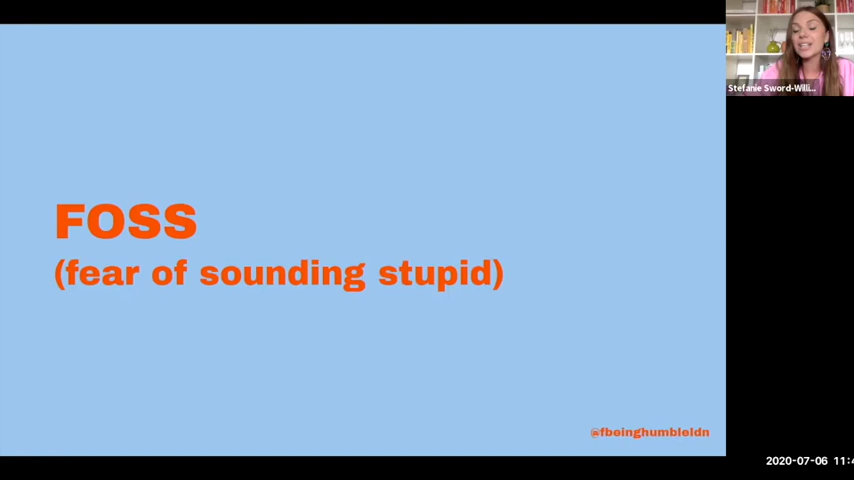 FOSS
(fear of sounding stupid)
@fbeinghumbleldn
Stefanie Sword-Willi...
2020-07-06 11:4